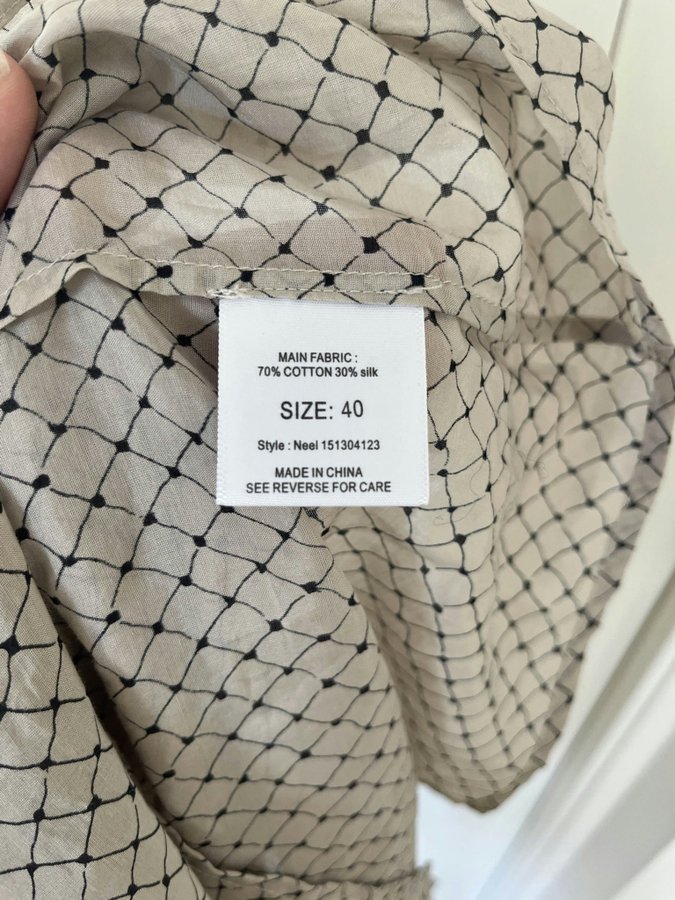 MAIN FABRIC :
70% COTTON 30% silk
SIZE: 40
Style : Neel 151304123
MADE IN CHINA
SEE REVERSE FOR CARE